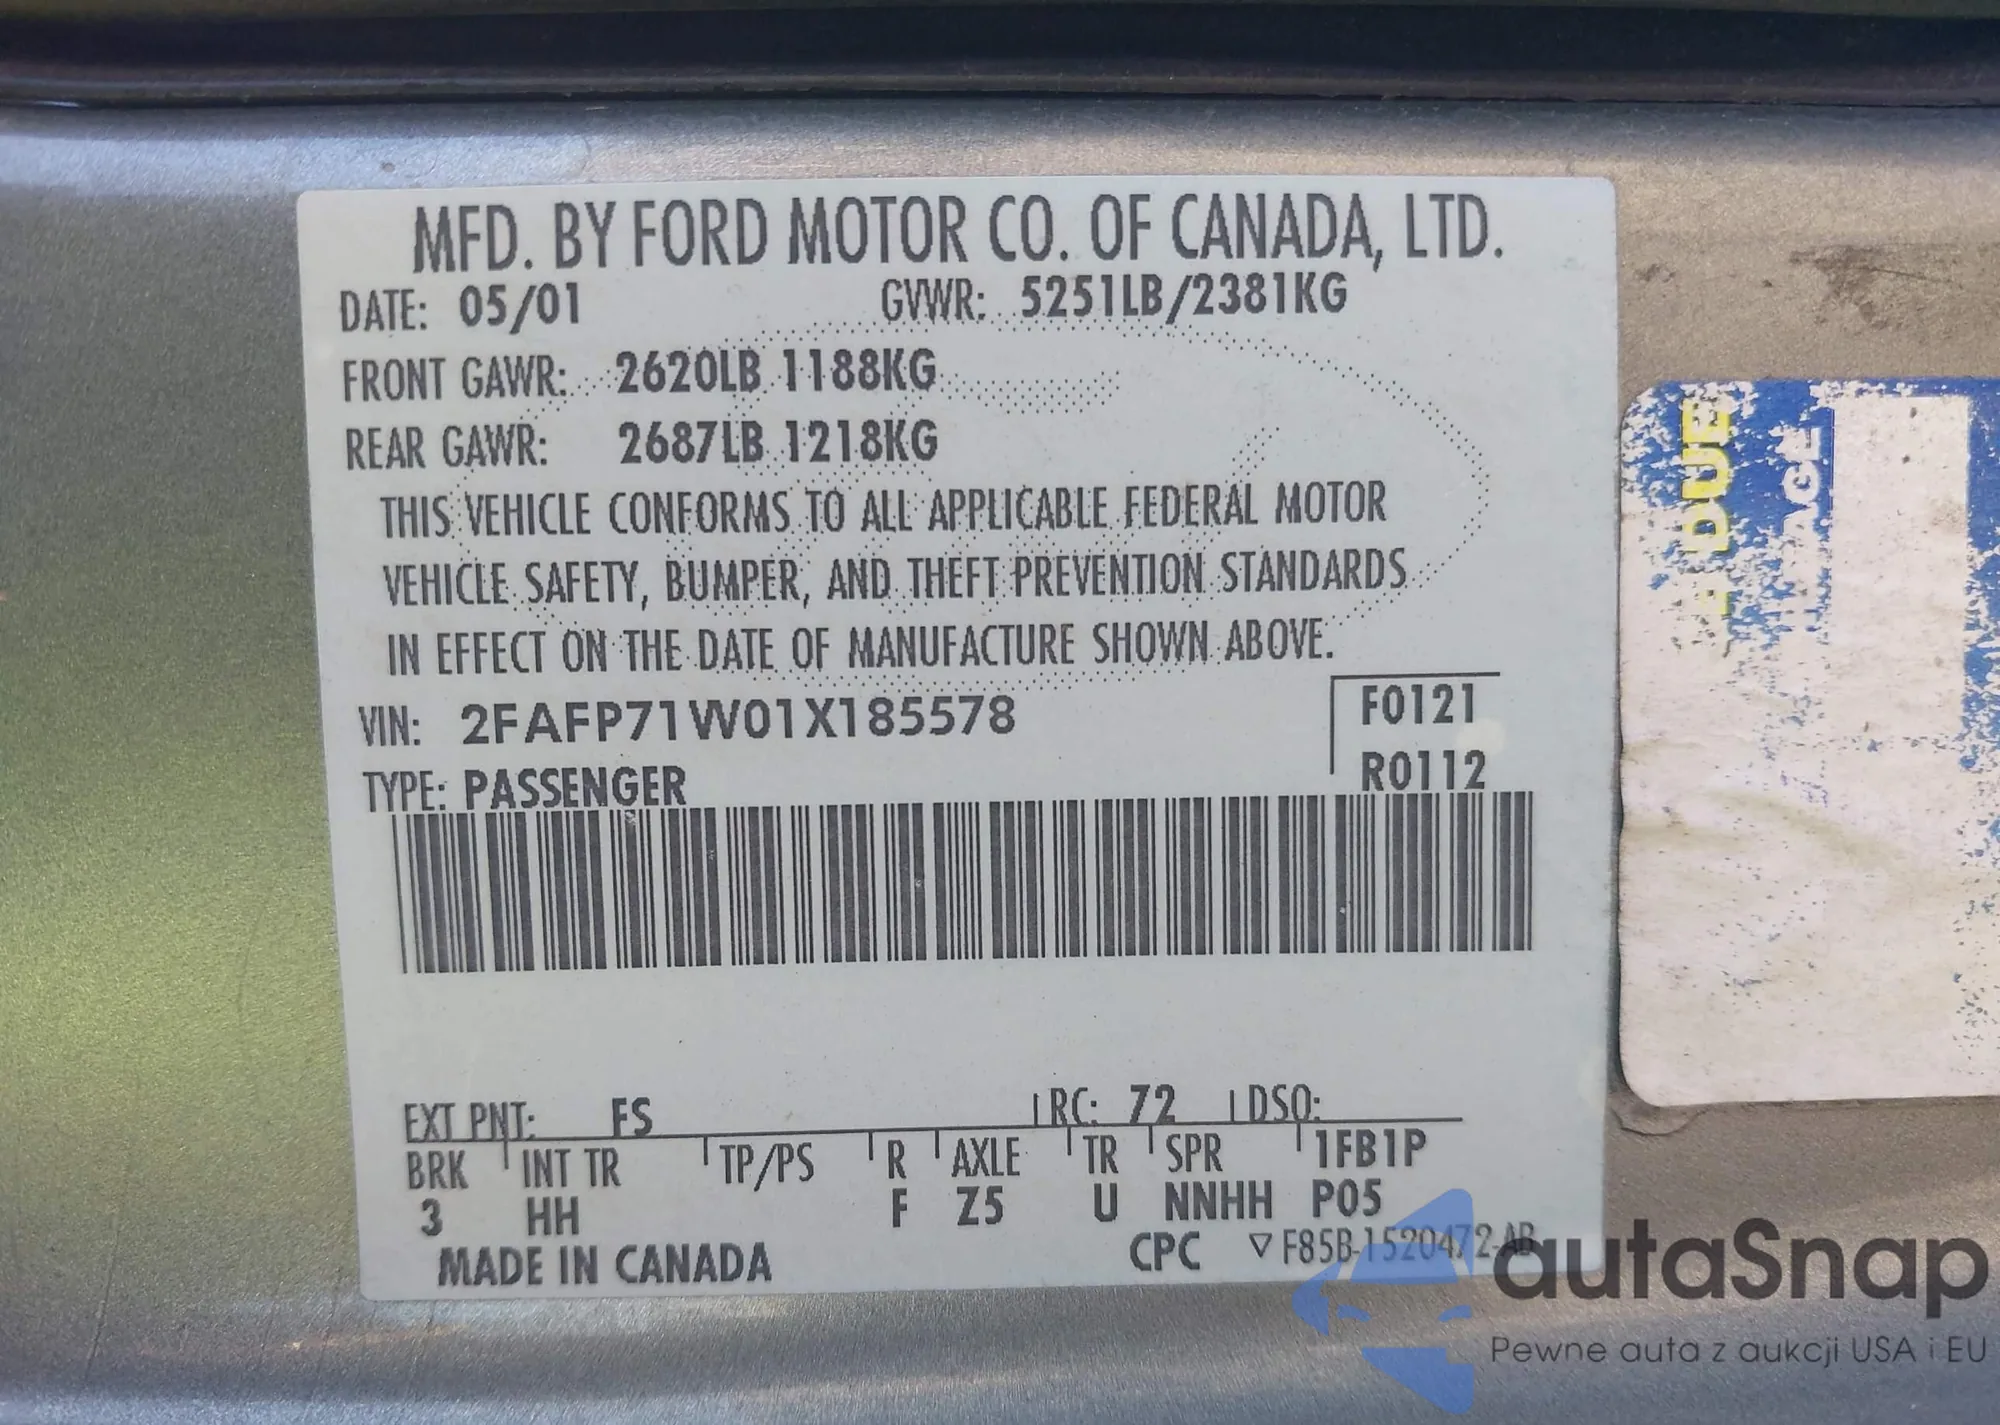 MFD. BY FORD MOTOR CO. OF CANADA, LTD.
DATE: 05/01 GVWR: 5251LB/2381KG
FRONT GAWR: 2620LB 1188KG
REAR GAWR: 2687LB 1218KG
THIS VEHICLE CONFORMS TO ALL APPLICABLE FEDERAL MOTOR
VEHICLE SAFETY, BUMPER, AND THEFT PREVENTION STANDARDS
IN EFFECT ON THE DATE OF MANUFACTURE SHOWN ABOVE.
VIN: 2FAFP71W01X185578 F0121
TYPE: PASSENGER R0112
EXT PNT: FS RC: 72 DSO:
BRK INT TR TP/PS R AXLE TR SPR 1FB1P
3 HH F Z5 U NNHH P05
MADE IN CANADA CPC ▽ F85B-1520472-AB
DUE
autaSnap
Pewne auta z aukcji USA i EU